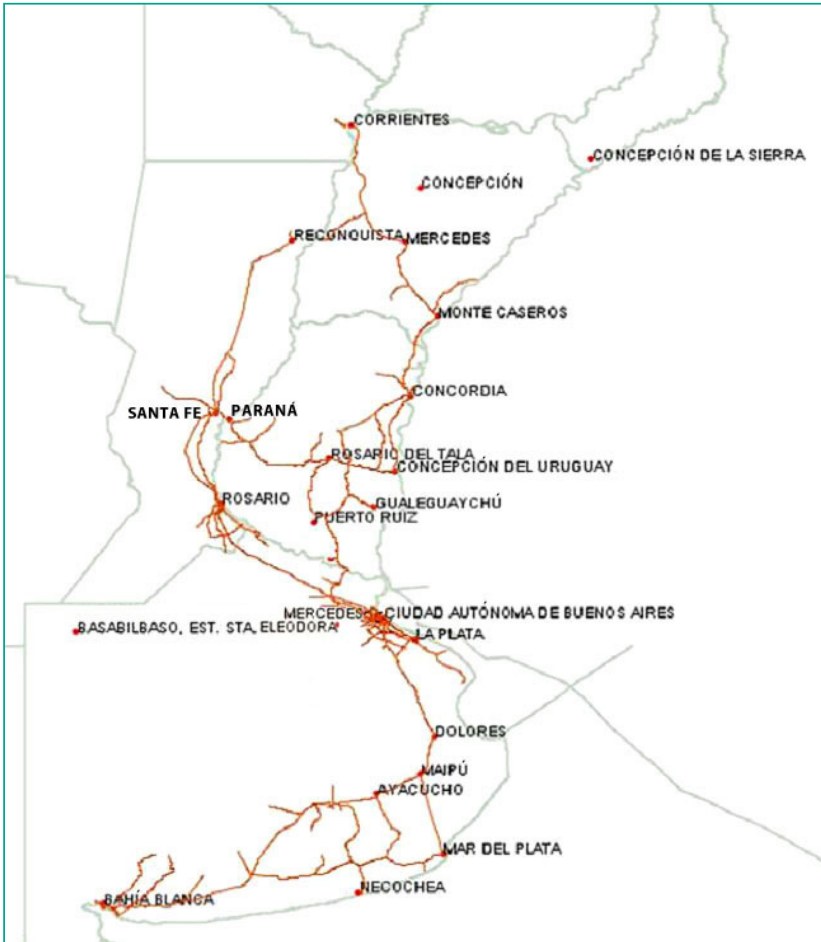 CORRIENTES
CONCEPCIÓN DE LA SIERRA
CONCEPCIÓN
RECONQUISTA
MERCEDES
MONTE CASEROS
CONCORDIA
SANTA FE
PARANÁ
ROSARIO DEL TALA
CONCEPCIÓN DEL URUGUAY
ROSARIO
GUALEGUAYCHÚ
PUERTO RUIZ
MERCEDES
CIUDAD AUTÓNOMA DE BUENOS AIRES
BASABILBASO, EST. STA. ELEODORA
LA PLATA
DOLORES
MAIPÚ
AYACUCHO
MAR DEL PLATA
NECOCHEA
BAHÍA BLANCA